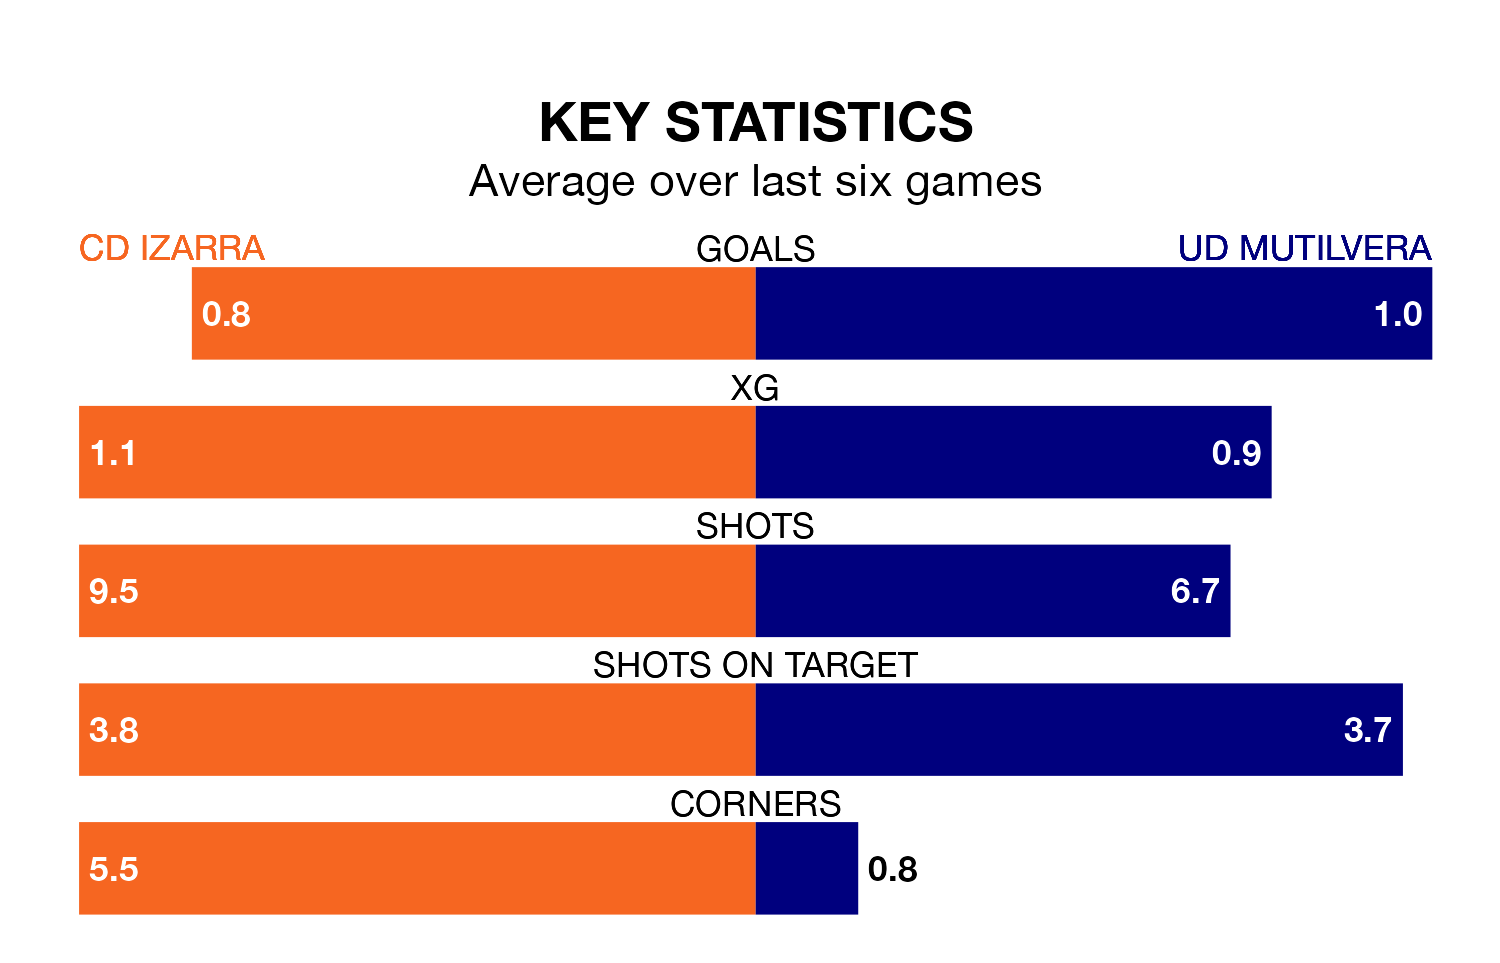 KEY STATISTICS
Average over last six games
CD IZARRA GOALS UD MUTILVERA
0.8 1.0
XG
1.1 0.9
SHOTS
9.5 6.7
SHOTS ON TARGET
3.8 3.7
CORNERS
5.5 0.8